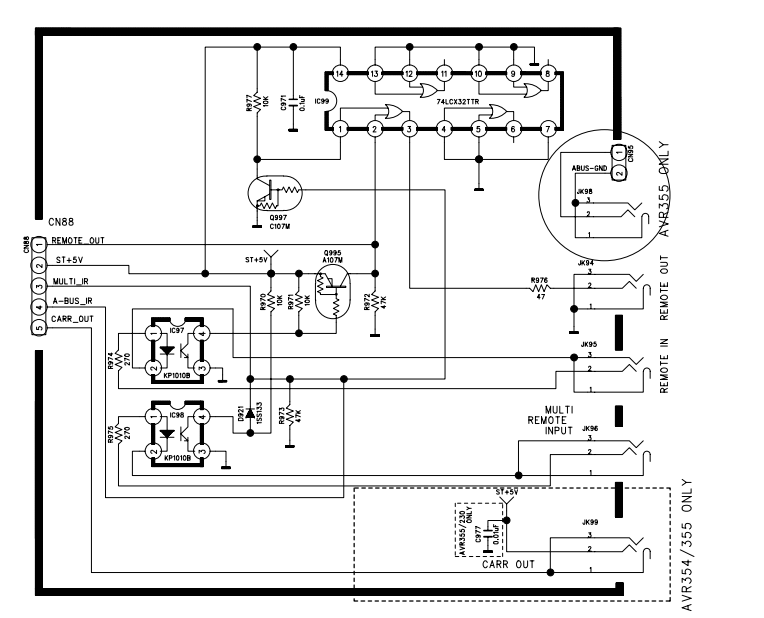 14 13 12 11 10 9 8
R977
10K
C971
0.1uF
IC99
74LCX32TTR
1 2 3 4 5 6 7
1
2
CN95
ABUS-GND
AVR355 ONLY
JK98
3
2
1
Q997
C107M
CN88
CN88
1 REMOTE_OUT
2 ST+5V
3 MULTI_IR
4 A-BUS_IR
5 CARR_OUT
ST+5V
Q995
A107M
R970
10K
R971
10K
R972
47K
R976
47
JK94
3
2
1
REMOTE OUT
IC97
1 4
2 3
KP1010B
R974
270
JK95
3
2
1
REMOTE IN
D921
1SS133
R973
47K
IC98
1 4
2 3
KP1010B
R975
270
MULTI
REMOTE
INPUT
JK96
3
2
1
ST+5V
AVR355/230
ONLY
C977
0.01uF
CARR OUT
JK99
3
2
1
AVR354/355 ONLY